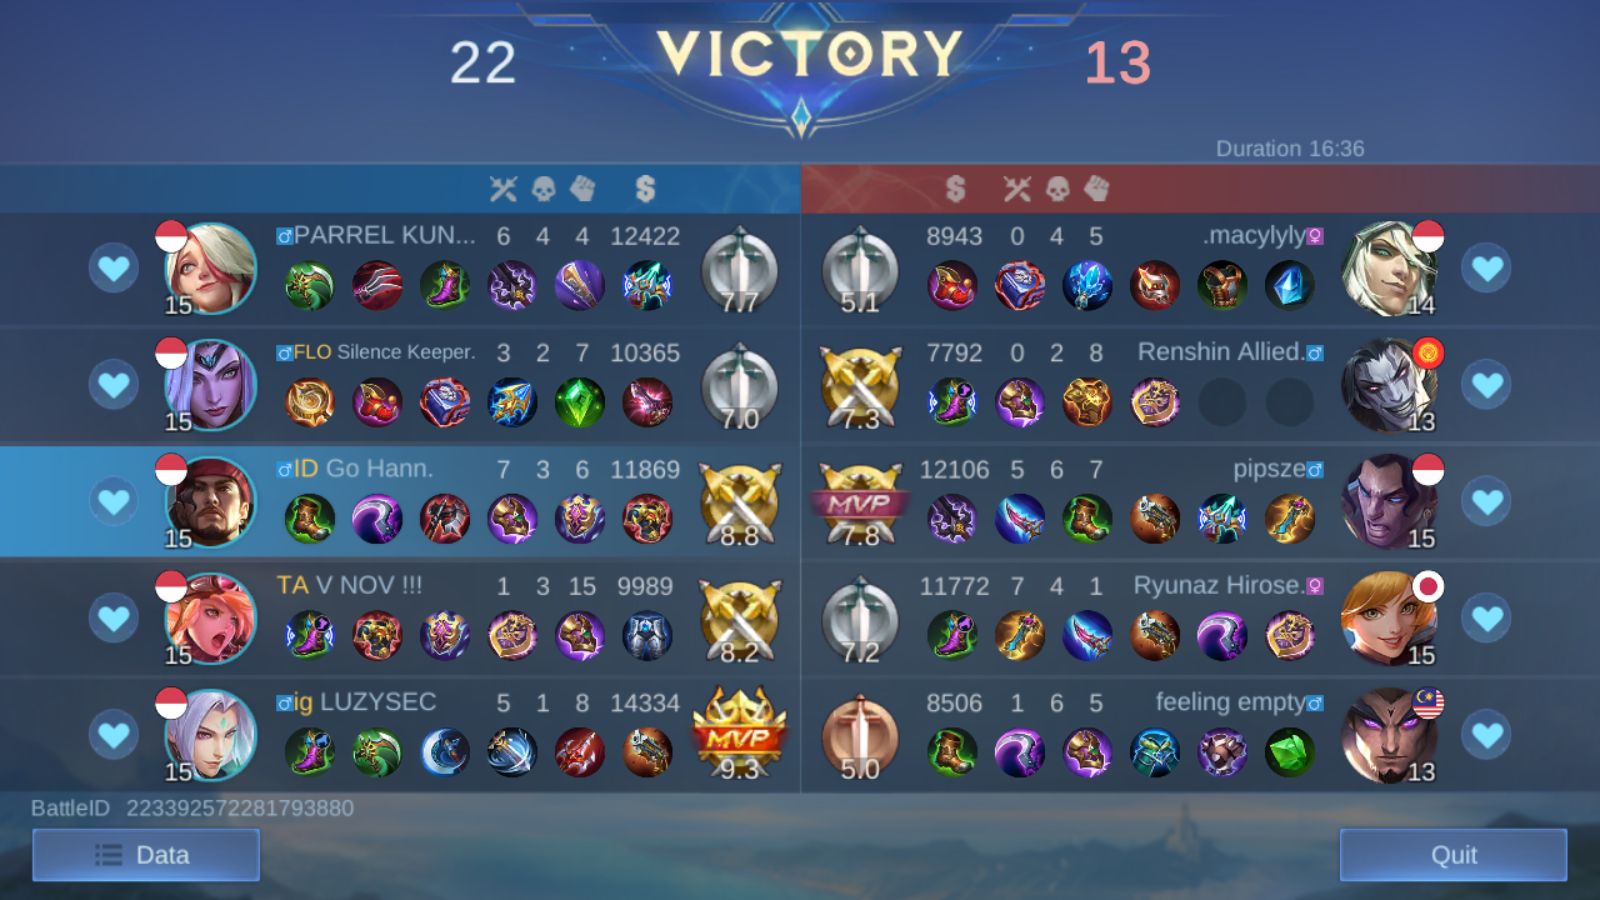 22 VICTORY 13
Duration 16:36
PARREL KUN... 6 4 4 12422
15 7.7
5.1 8943 0 4 5 .macylyly
14
FLO Silence Keeper. 3 2 7 10365
15 7.0
7.3 7792 0 2 8 Renshin Allied.
13
ID Go Hann. 7 3 6 11869
15 8.8
MVP 7.8 12106 5 6 7 pipsze
15
TA V NOV !!! 1 3 15 9989
15 8.2
7.2 11772 7 4 1 Ryunaz Hirose.
15
ig LUZYSEC 5 1 8 14334
15 MVP 9.3
5.0 8506 1 6 5 feeling empty
13
BattleID 223392572281793880
Data
Quit